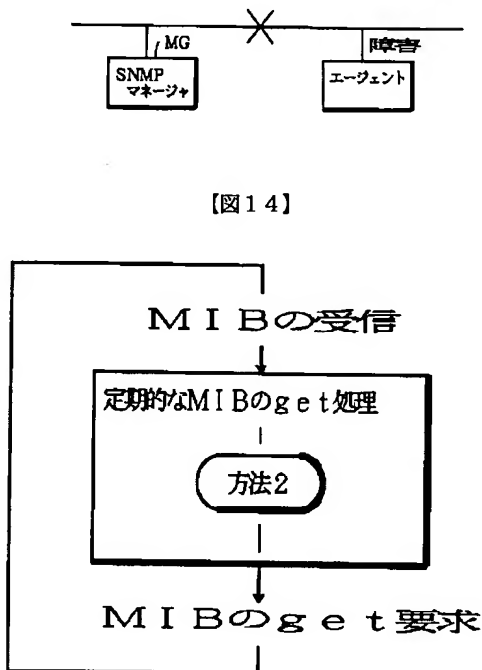 MG
障害
SNMP
マネージャ
エージェント
【図14】
MIBの受信
定期的なMIBのget処理
方法2
MIBのget要求